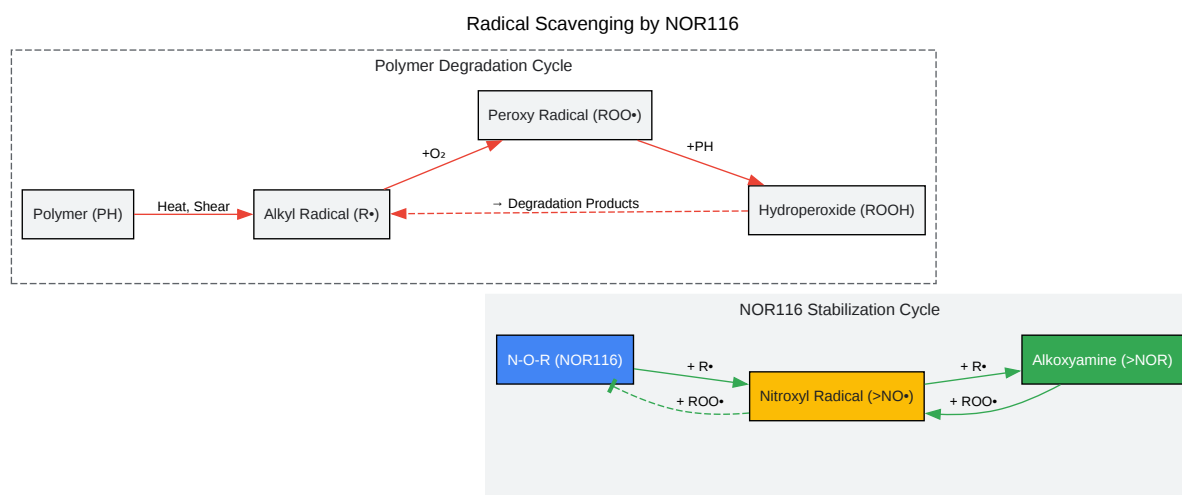 Radical Scavenging by NOR116
Polymer Degradation Cycle
Peroxy Radical (ROO•)
+O₂
+PH
Polymer (PH)
Heat, Shear
Alkyl Radical (R•)
→ Degradation Products
Hydroperoxide (ROOH)
NOR116 Stabilization Cycle
N-O-R (NOR116)
+ R•
+ ROO•
Nitroxyl Radical (>NO•)
+ R•
+ ROO•
Alkoxyamine (>NOR)